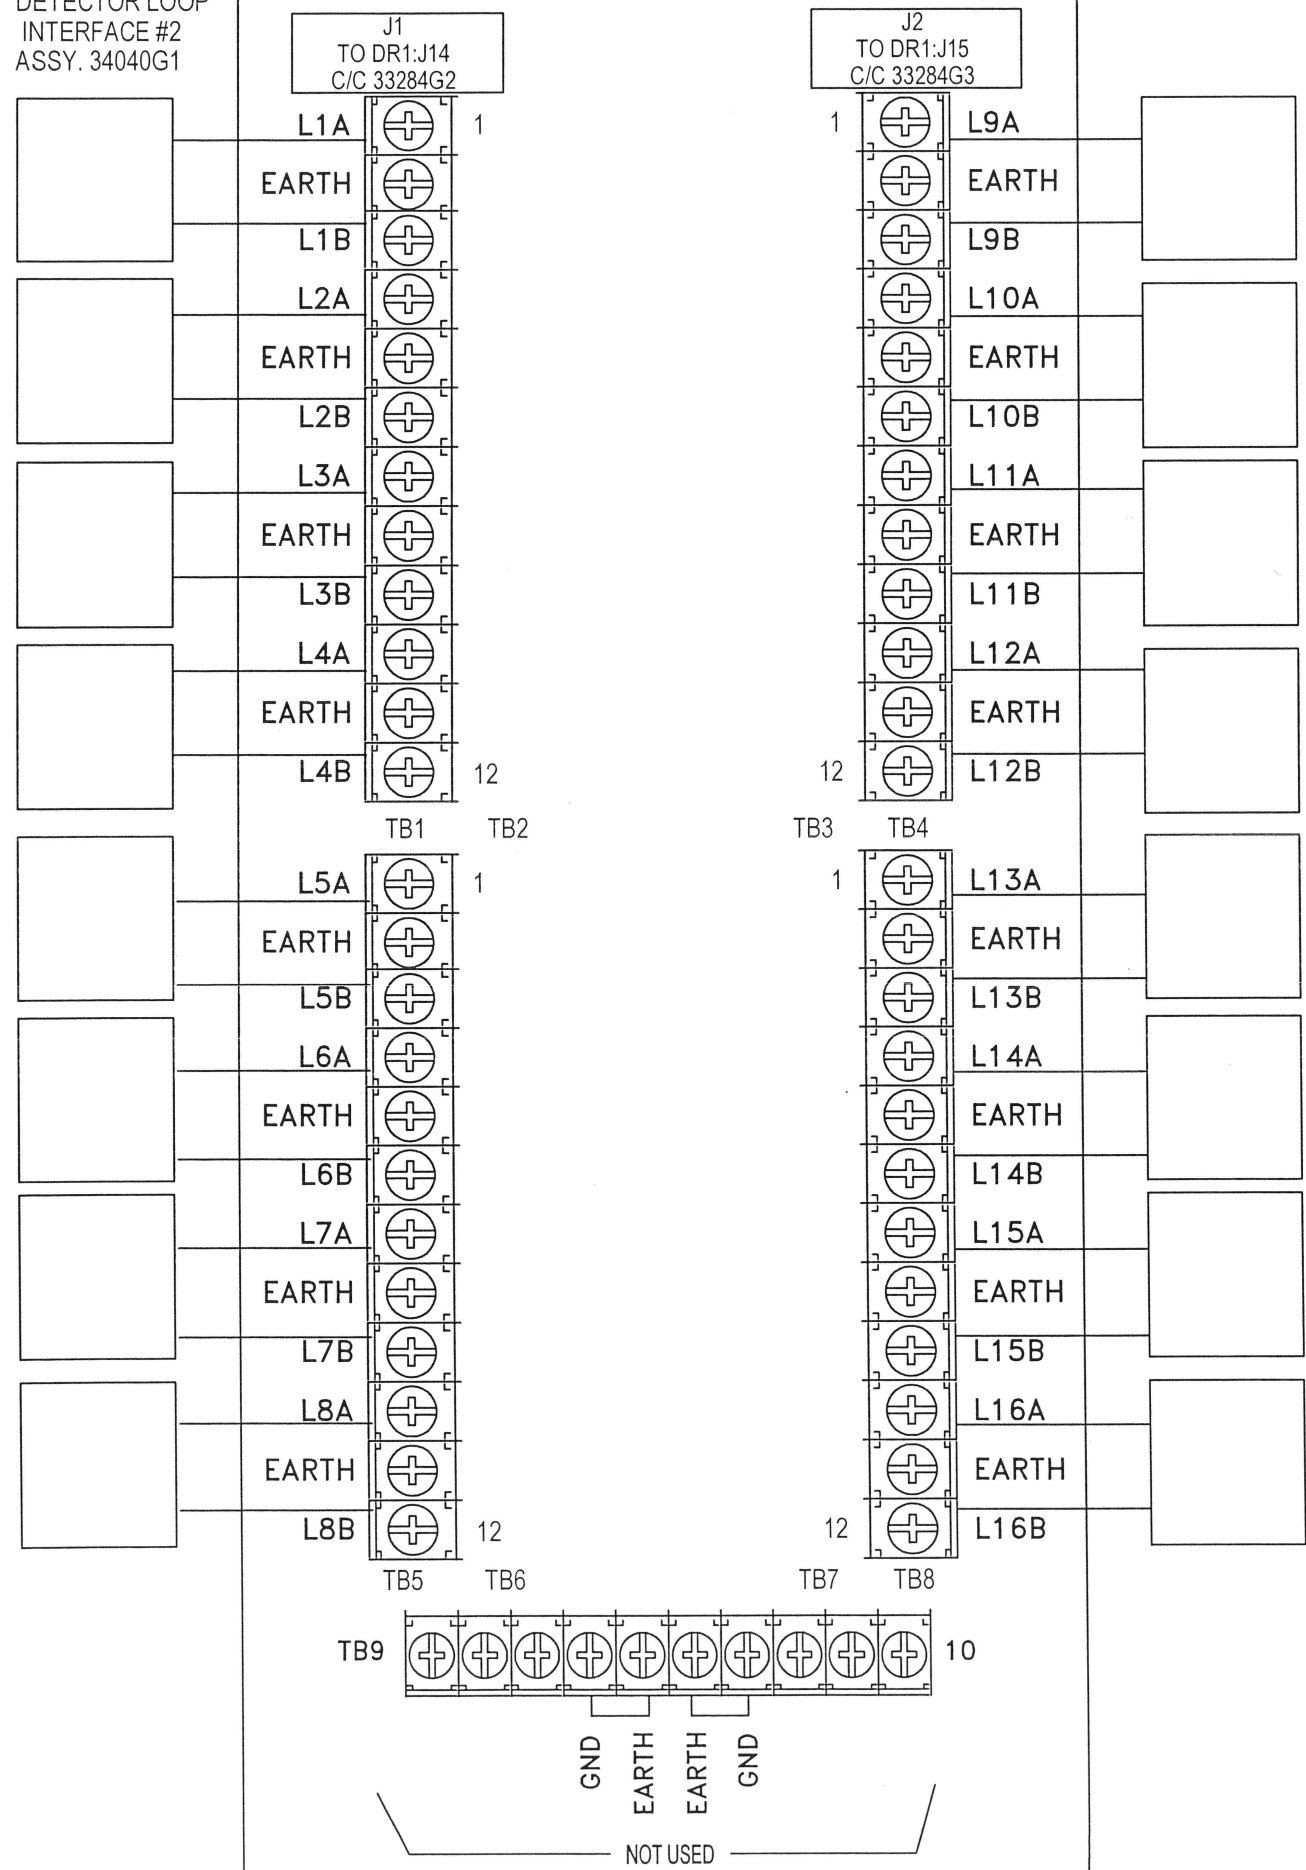 DETECTOR LOOP
INTERFACE #2
ASSY. 34040G1
J1
TO DR1:J14
C/C 33284G2
J2
TO DR1:J15
C/C 33284G3
L1A 1
EARTH
L1B
L2A
EARTH
L2B
L3A
EARTH
L3B
L4A
EARTH
L4B 12
TB1 TB2
1 L9A
EARTH
L9B
L10A
EARTH
L10B
L11A
EARTH
L11B
L12A
EARTH
12 L12B
TB3 TB4
L5A 1
EARTH
L5B
L6A
EARTH
L6B
L7A
EARTH
L7B
L8A
EARTH
L8B 12
TB5 TB6
1 L13A
EARTH
L13B
L14A
EARTH
L14B
L15A
EARTH
L15B
L16A
EARTH
12 L16B
TB7 TB8
TB9 10
GND
EARTH
EARTH
GND
NOT USED